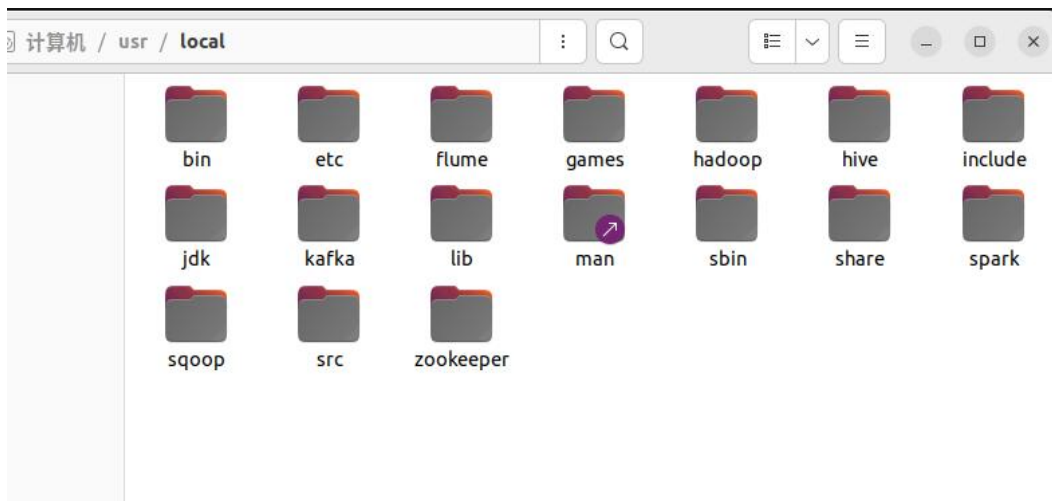 计算机 / usr / local
bin etc flume games hadoop hive include
jdk kafka lib man sbin share spark
sqoop src zookeeper